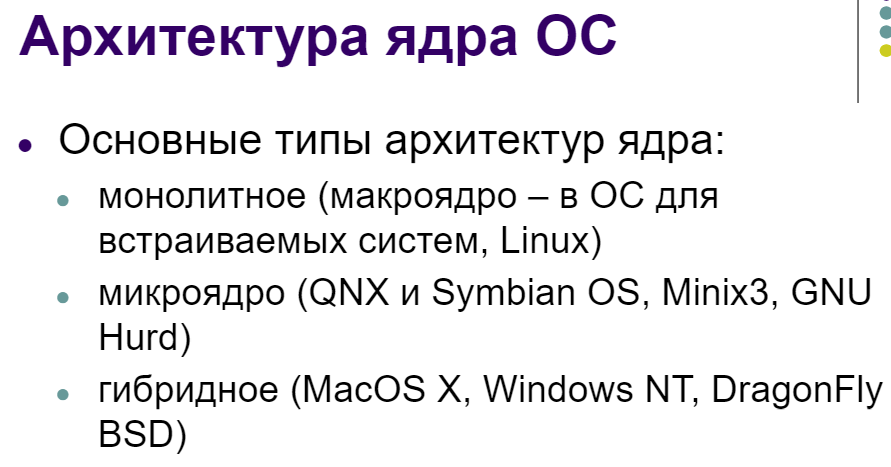 Архитектура ядра ОС
Основные типы архитектур ядра:
монолитное (макроядро – в ОС для
встраиваемых систем, Linux)
микроядро (QNX и Symbian OS, Minix3, GNU
Hurd)
гибридное (MacOS X, Windows NT, DragonFly
BSD)